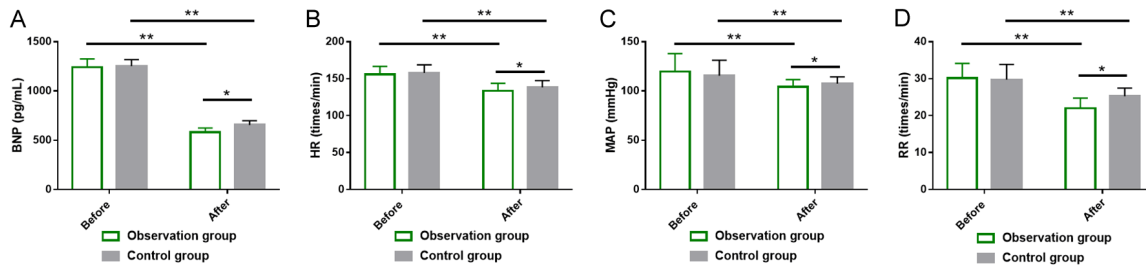 A
BNP (pg/mL)
1500
1000
500
0
**
**
*
Before
After
Observation group
Control group
B
HR (times/min)
200
150
100
50
0
**
**
*
Before
After
Observation group
Control group
C
MAP (mmHg)
150
100
50
0
**
**
*
Before
After
Observation group
Control group
D
RR (times/min)
40
30
20
10
0
**
**
*
Before
After
Observation group
Control group